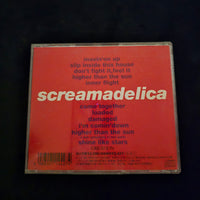 movin' on up
slip inside this house
don't fight it, feel it
higher than the sun
inner flight
screamadelica
come together
loaded
damaged
i'm comin' down
higher than the sun
shine like stars